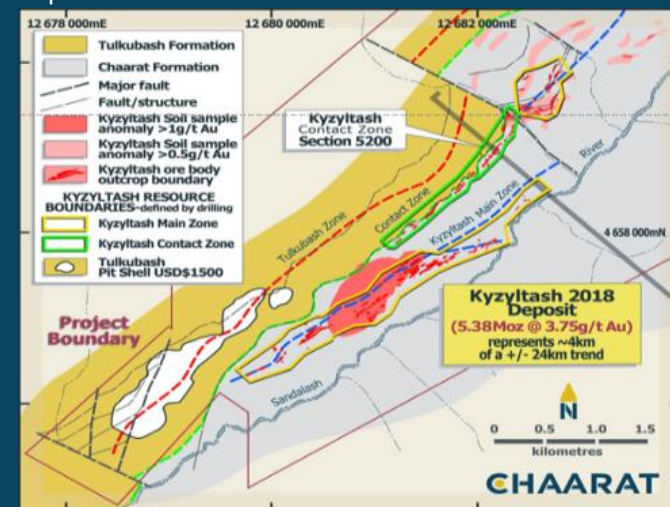 12 678 000mE
12 680 000mE
12 682 000mE
Tulkubash Formation
Chaarat Formation
Major fault
Fault/structure
Kyzyltash Soil sample
anomaly >1g/t Au
Kyzyltash Soil sample
anomaly >0.5g/t Au
Kyzyltash ore body
outcrop boundary
KYZYLTASH RESOURCE
BOUNDARIES-defined by drilling
Kyzyltash Main Zone
Kyzyltash Contact Zone
Tulkubash
Pit Shell USD$1500
Kyzyltash
Contact Zone
Section 5200
River
Contact Zone
Kyzyltash Main Zone
Tulkubash Zone
4 658 000mN
Project
Boundary
Kyzyltash 2018
Deposit
(5.38Moz @ 3.75g/t Au)
represents ~4km
of a +/- 24km trend
Sandalash
N
0 0.5 1.0 1.5
kilometres
CHAARAT